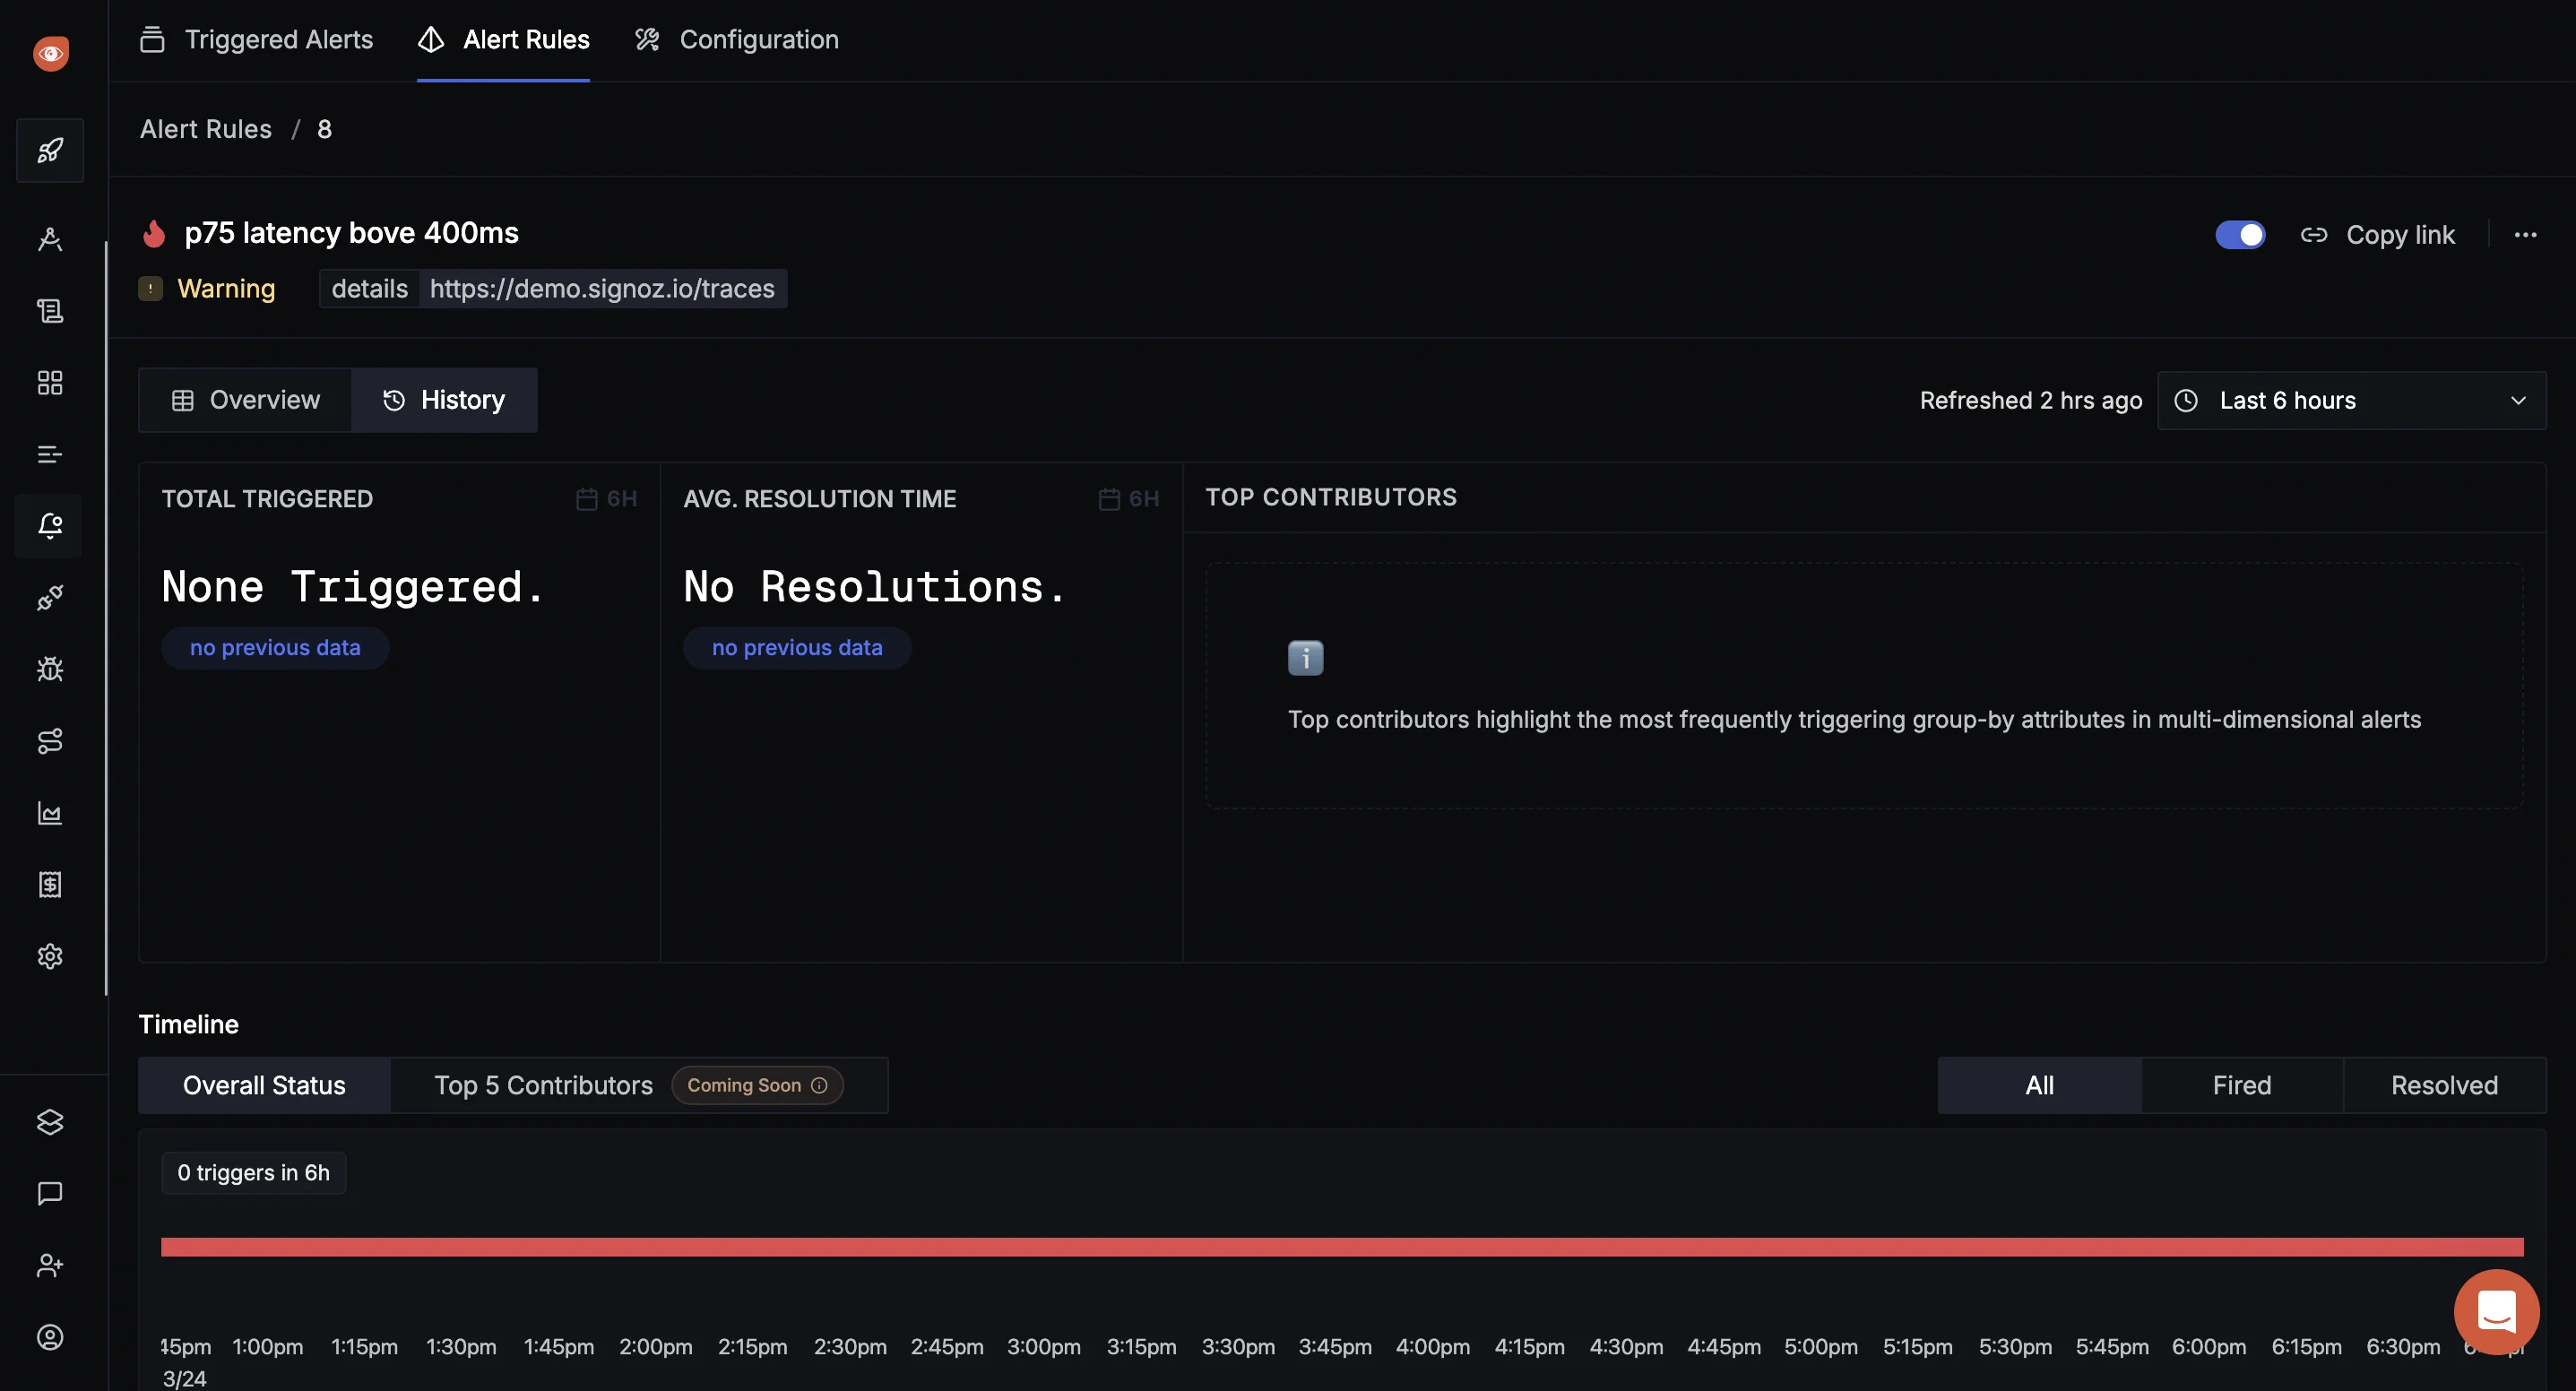 Triggered Alerts
Alert Rules
Configuration
Alert Rules / 8
p75 latency bove 400ms
Copy link
Warning
details https://demo.signoz.io/traces
Overview
History
Refreshed 2 hrs ago
Last 6 hours
TOTAL TRIGGERED
6H
None Triggered.
no previous data
AVG. RESOLUTION TIME
6H
No Resolutions.
no previous data
TOP CONTRIBUTORS
Top contributors highlight the most frequently triggering group-by attributes in multi-dimensional alerts
Timeline
Overall Status
Top 5 Contributors
Coming Soon
All
Fired
Resolved
0 triggers in 6h
1:00pm 1:15pm 1:30pm 1:45pm 2:00pm 2:15pm 2:30pm 2:45pm 3:00pm 3:15pm 3:30pm 3:45pm 4:00pm 4:15pm 4:30pm 4:45pm 5:00pm 5:15pm 5:30pm 5:45pm 6:00pm 6:15pm 6:30pm
3/24